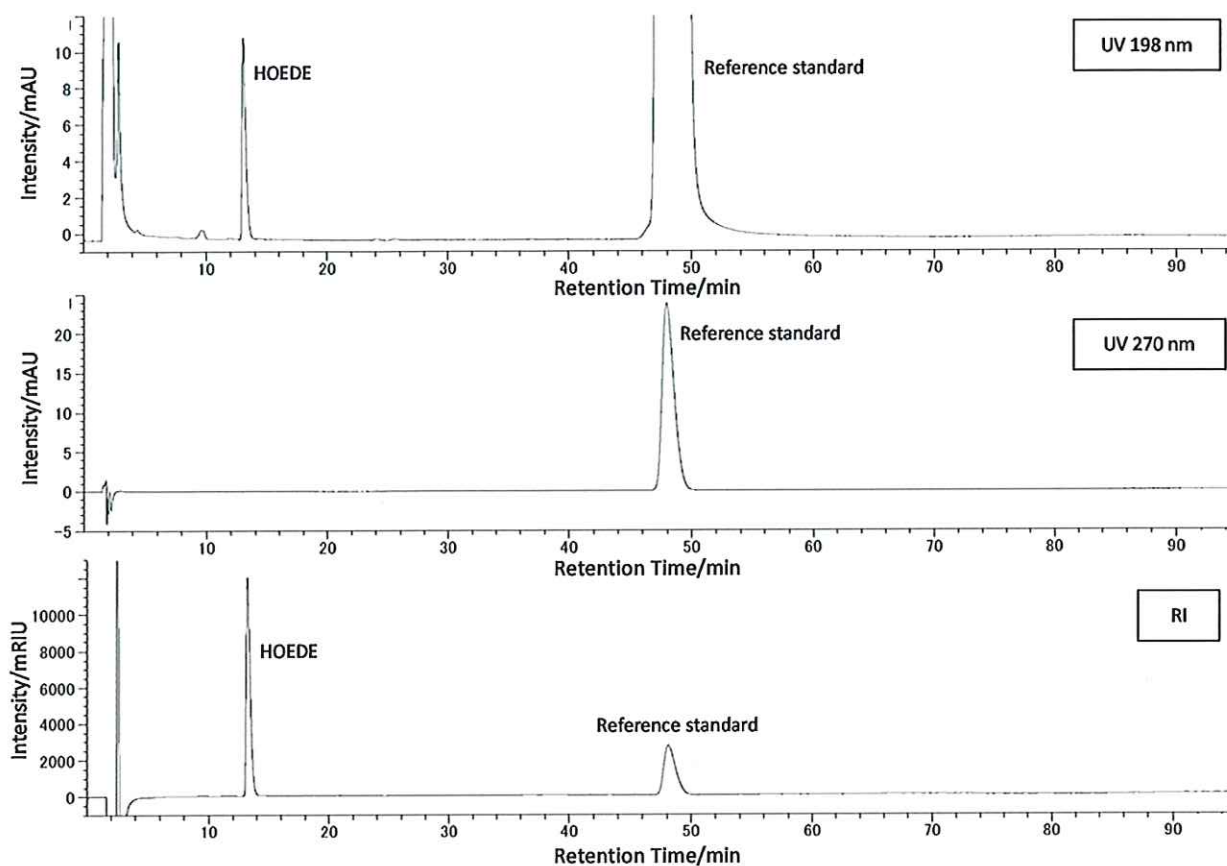 UV 198 nm
HOEDE
Reference standard
Intensity/mAU
10
8
6
4
2
0
10 20 30 40 50 60 70 80 90
Retention Time/min
UV 270 nm
Reference standard
Intensity/mAU
20
15
10
5
0
-5
10 20 30 40 50 60 70 80 90
Retention Time/min
RI
HOEDE
Reference standard
Intensity/mRIU
10000
8000
6000
4000
2000
0
10 20 30 40 50 60 70 80 90
Retention Time/min